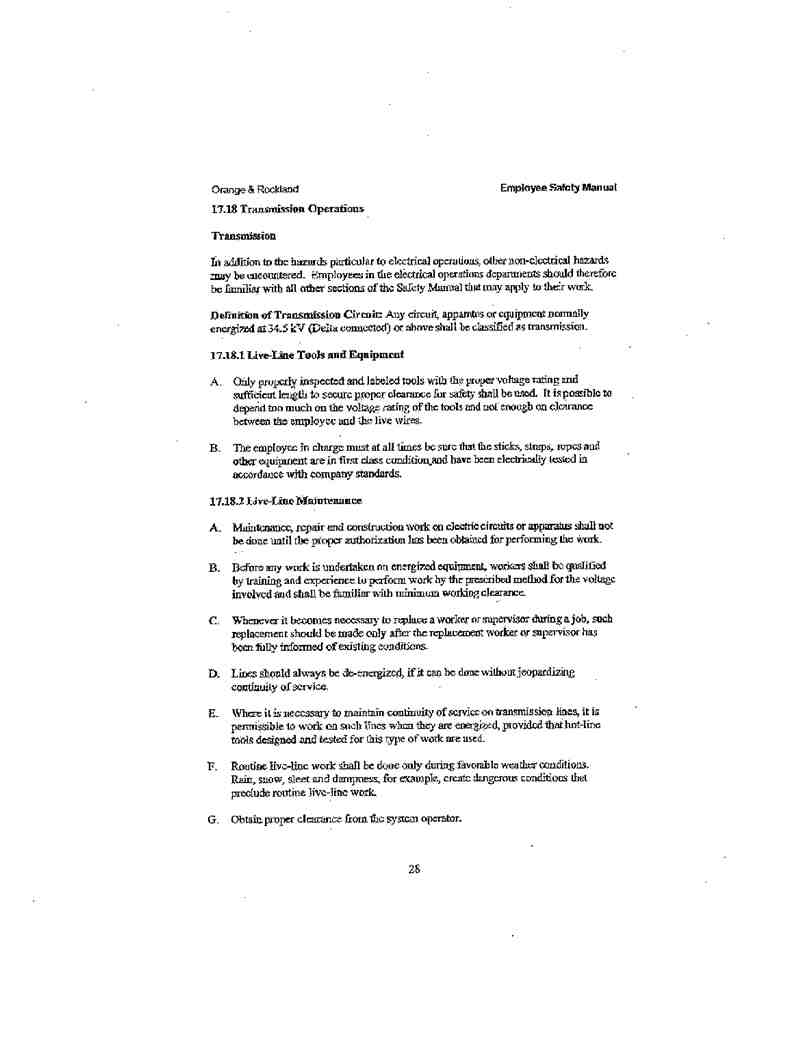 Orange & Rockland
Employee Safety Manual
17.18 Transmission Operations
Transmission
In addition to the hazards particular to electrical operations, other non-electrical hazards
may be encountered. Employees in the electrical operations departments should therefore
be familiar with all other sections of the Safety Manual that may apply to their work.
Definition of Transmission Circuit: Any circuit, apparatus or equipment normally
energized at 34.5 kV (Delta connected) or above shall be classified as transmission.
17.18.1 Live-Line Tools and Equipment
A. Only properly inspected and labeled tools with the proper voltage rating and
sufficient length to secure proper clearance for safety shall be used. It is possible to
depend too much on the voltage rating of the tools and not enough on clearance
between the employee and the live wires.
B. The employee in charge must at all times be sure that the sticks, straps, ropes and
other equipment are in first class condition and have been electrically tested in
accordance with company standards.
17.18.2 Live-Line Maintenance
A. Maintenance, repair and construction work on electric circuits or apparatus shall not
be done until the proper authorization has been obtained for performing the work.
B. Before any work is undertaken on energized equipment, workers shall be qualified
by training and experience to perform work by the prescribed method for the voltage
involved and shall be familiar with minimum working clearance.
C. Whenever it becomes necessary to replace a worker or supervisor during a job, such
replacement should be made only after the replacement worker or supervisor has
been fully informed of existing conditions.
D. Lines should always be de-energized, if it can be done without jeopardizing
continuity of service.
E. Where it is necessary to maintain continuity of service on transmission lines, it is
permissible to work on such lines when they are energized, provided that hot-line
tools designed and tested for this type of work are used.
F. Routine live-line work shall be done only during favorable weather conditions.
Rain, snow, sleet and dampness, for example, create dangerous conditions that
preclude routine live-line work.
G. Obtain proper clearance from the system operator.
28